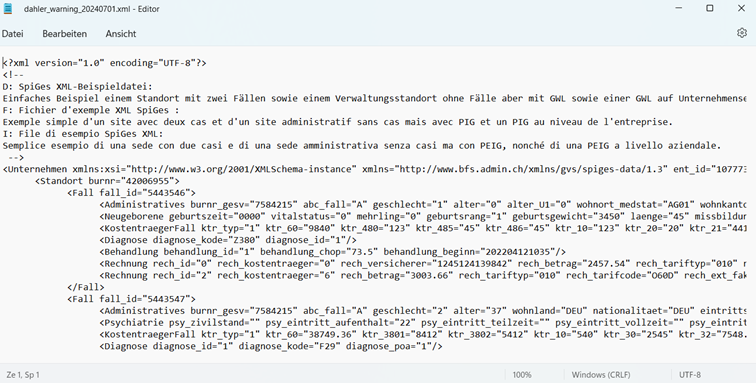 dahler_warning_20240701.xml - Editor
Datei Bearbeiten Ansicht
<?xml version="1.0" encoding="UTF-8"?>
<!--
D: SpiGes XML-Beispieldatei:
Einfaches Beispiel einem Standort mit zwei Fällen sowie einem Verwaltungsstandort ohne Fälle aber mit GWL sowie einer GWL auf Unternehmense
F: Fichier d'exemple XML SpiGes :
Exemple simple d'un site avec deux cas et d'un site administratif sans cas mais avec PIG et un PIG au niveau de l'entreprise.
I: File di esempio SpiGes XML:
Semplice esempio di una sede con due casi e di una sede amministrativa senza casi ma con PEIG, nonché di una PEIG a livello aziendale.
-->
<Unternehmen xmlns:xsi="http://www.w3.org/2001/XMLSchema-instance" xmlns="http://www.bfs.admin.ch/xmlns/gvs/spiges-data/1.3" ent_id="107773
<Standort burnr="42006955">
<Fall fall_id="5443546">
<Administratives burnr_gesv="7584215" abc_fall="A" geschlecht="1" alter="0" alter_U1="0" wohnort_medstat="AG01" wohnkanto
<Neugeborene geburtszeit="0000" vitalstatus="0" mehrling="0" geburtsrang="1" geburtsgewicht="3450" laenge="45" missbildun
<KostentraegerFall ktr_typ="1" ktr_60="9840" ktr_480="123" ktr_485="45" ktr_486="45" ktr_10="123" ktr_20="20" ktr_21="441
<Diagnose diagnose_kode="Z380" diagnose_id="1"/>
<Behandlung behandlung_id="1" behandlung_chop="73.5" behandlung_beginn="202204121035"/>
<Rechnung rech_id="0" rech_kostentraeger="0" rech_versicherer="1245124139842" rech_betrag="2457.54" rech_tariftyp="010" r
<Rechnung rech_id="2" rech_kostentraeger="6" rech_betrag="3003.66" rech_tariftyp="010" rech_tarifcode="O60D" rech_ext_fak
</Fall>
<Fall fall_id="5443547">
<Administratives burnr_gesv="7584215" abc_fall="A" geschlecht="2" alter="37" wohnland="DEU" nationalitaet="DEU" eintritts
<Psychiatrie psy_zivilstand="" psy_eintritt_aufenthalt="22" psy_eintritt_teilzeit="" psy_eintritt_vollzeit="" psy_eintrit
<KostentraegerFall ktr_typ="1" ktr_60="38749.36" ktr_3801="8412" ktr_3802="5412" ktr_10="540" ktr_30="2545" ktr_32="7548.
<Diagnose diagnose_id="1" diagnose_kode="F29" diagnose_poa="1"/>
Ze 1, Sp 1 100% Windows (CRLF) UTF-8